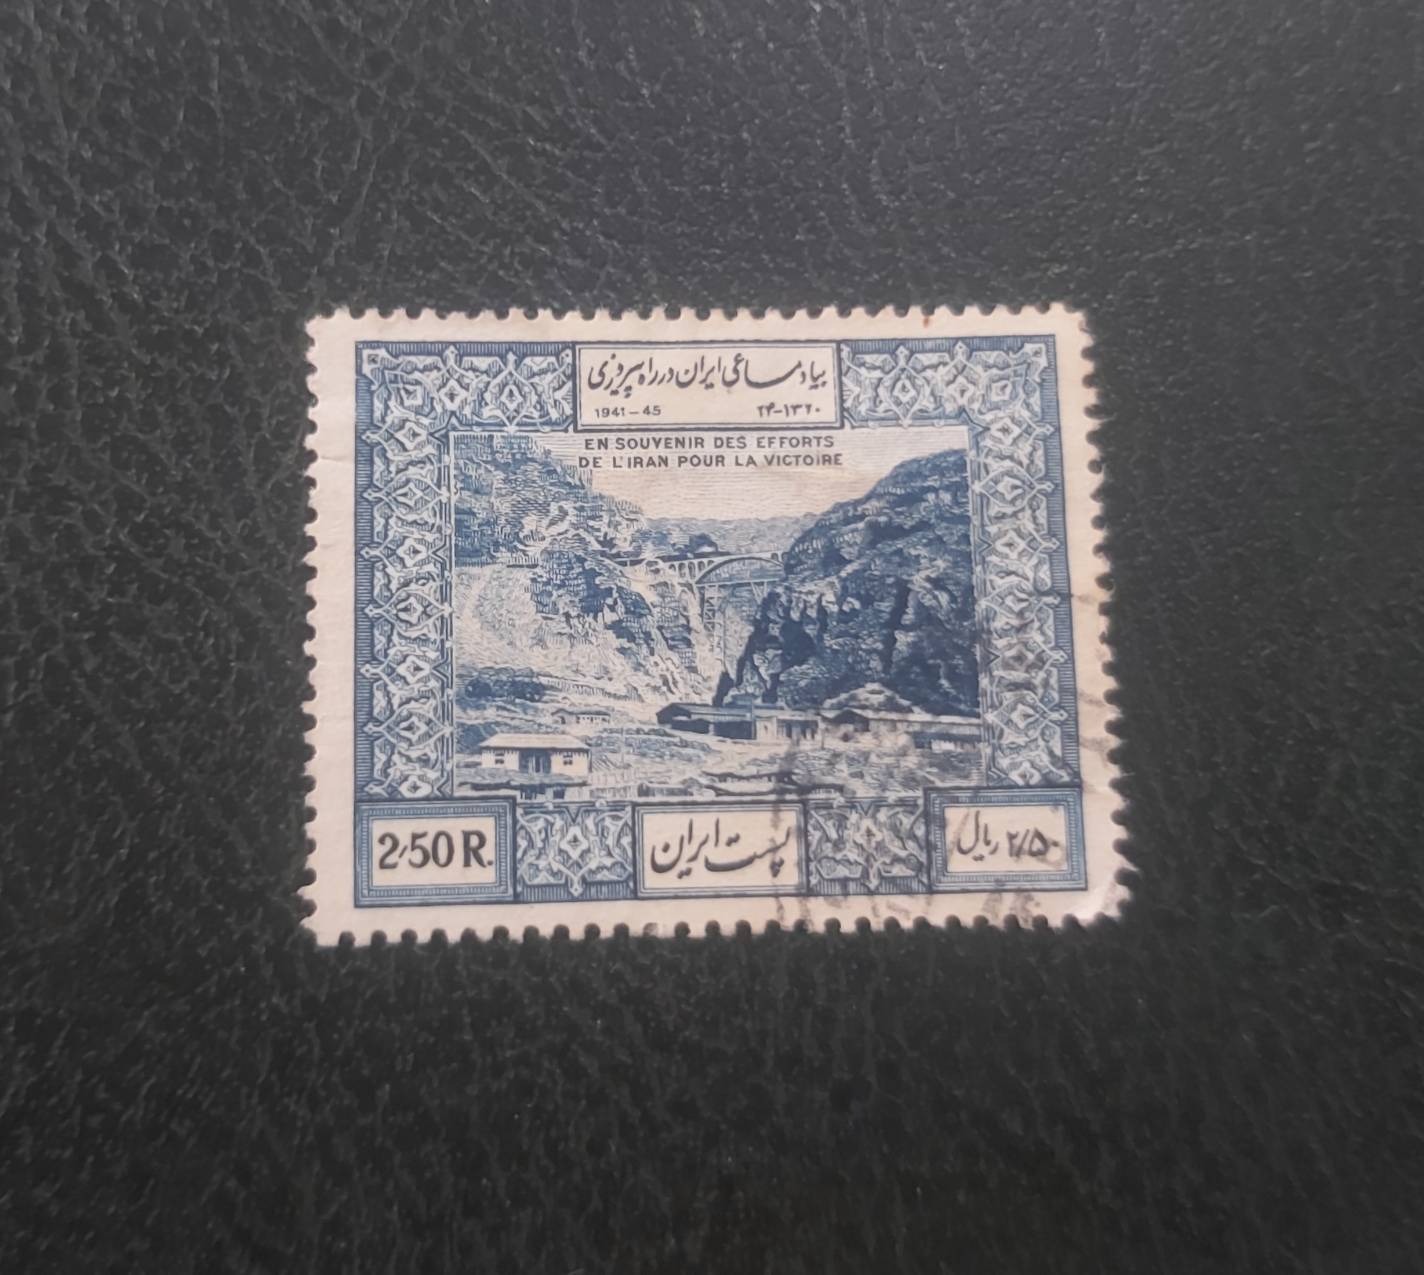 بیاد مساعی ایران در راه پیروزی
1941-45 ۱۳۲۰-۲۴
EN SOUVENIR DES EFFORTS
DE L'IRAN POUR LA VICTOIRE
2/50 R. پست ایران ۲/۵۰ ریال